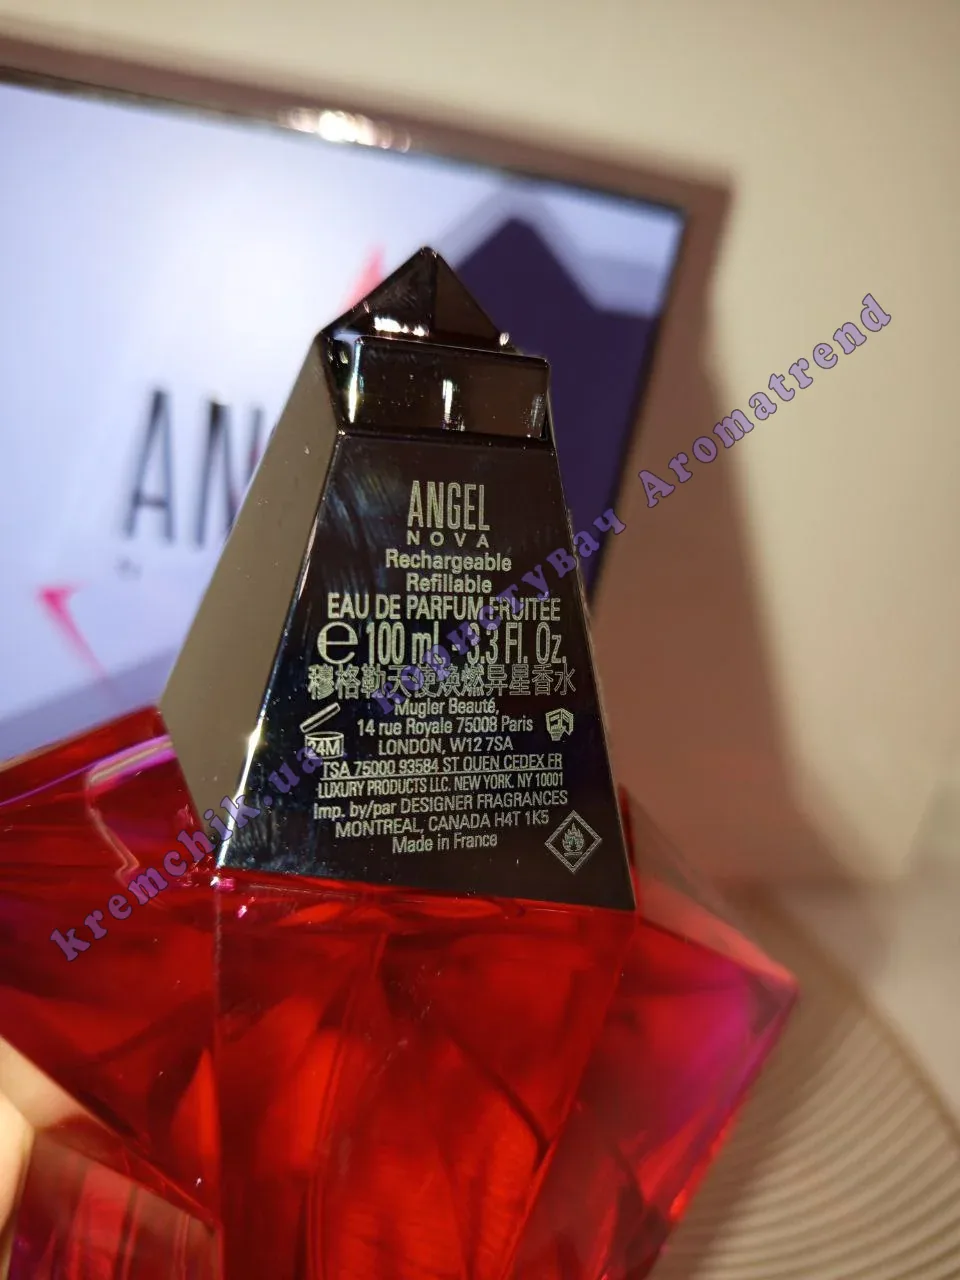 AN
ANGEL
NOVA
Rechargeable
Refillable
EAU DE PARFUM FRUITÉE
e 100 mL - 3.3 Fl. Oz.
穆格勒天使焕燃异星香水
Mugler Beauté,
14 rue Royale 75008 Paris
24M
LONDON, W12 7SA
TSA 75000 93584 ST OUEN CEDEX FR
LUXURY PRODUCTS LLC. NEW YORK. NY 10001
Imp. by/par DESIGNER FRAGRANCES
MONTREAL, CANADA H4T 1K5
Made in France
kremchik.ua користувач Aromatrend